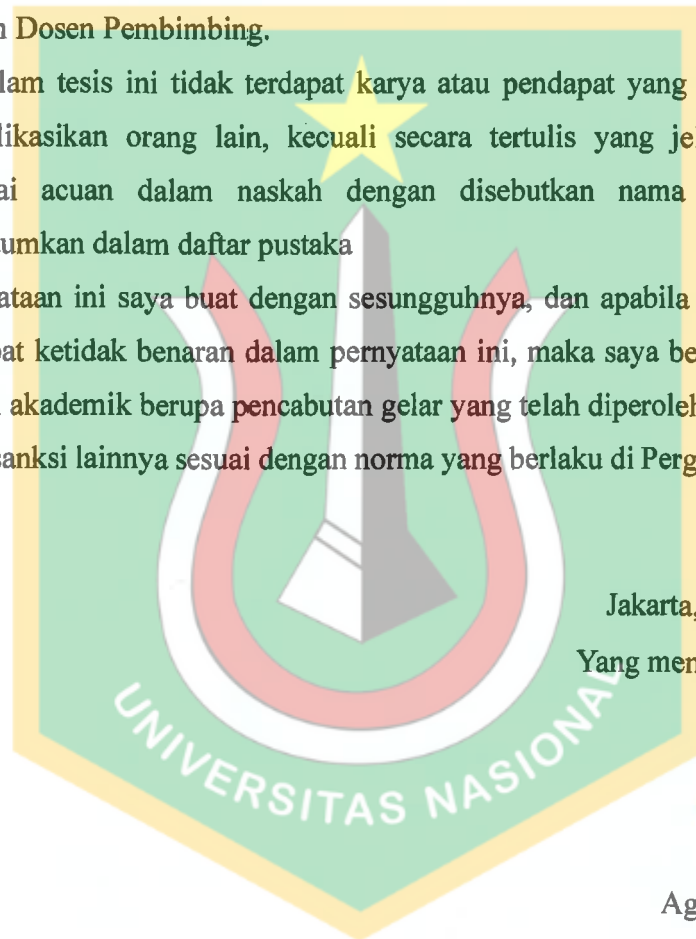 n Dosen Pembimbing.
lam tesis ini tidak terdapat karya atau pendapat yang
likasikan orang lain, kecuali secara tertulis yang je
ai acuan dalam naskah dengan disebutkan nama
umkan dalam daftar pustaka
ataan ini saya buat dengan sesungguhnya, dan apabila
pat ketidak benaran dalam pernyataan ini, maka saya be
akademik berupa pencabutan gelar yang telah diperoleh
sanksi lainnya sesuai dengan norma yang berlaku di Perg
Jakarta,
Yang men
UNIVERSITAS NASIONAL
Ag